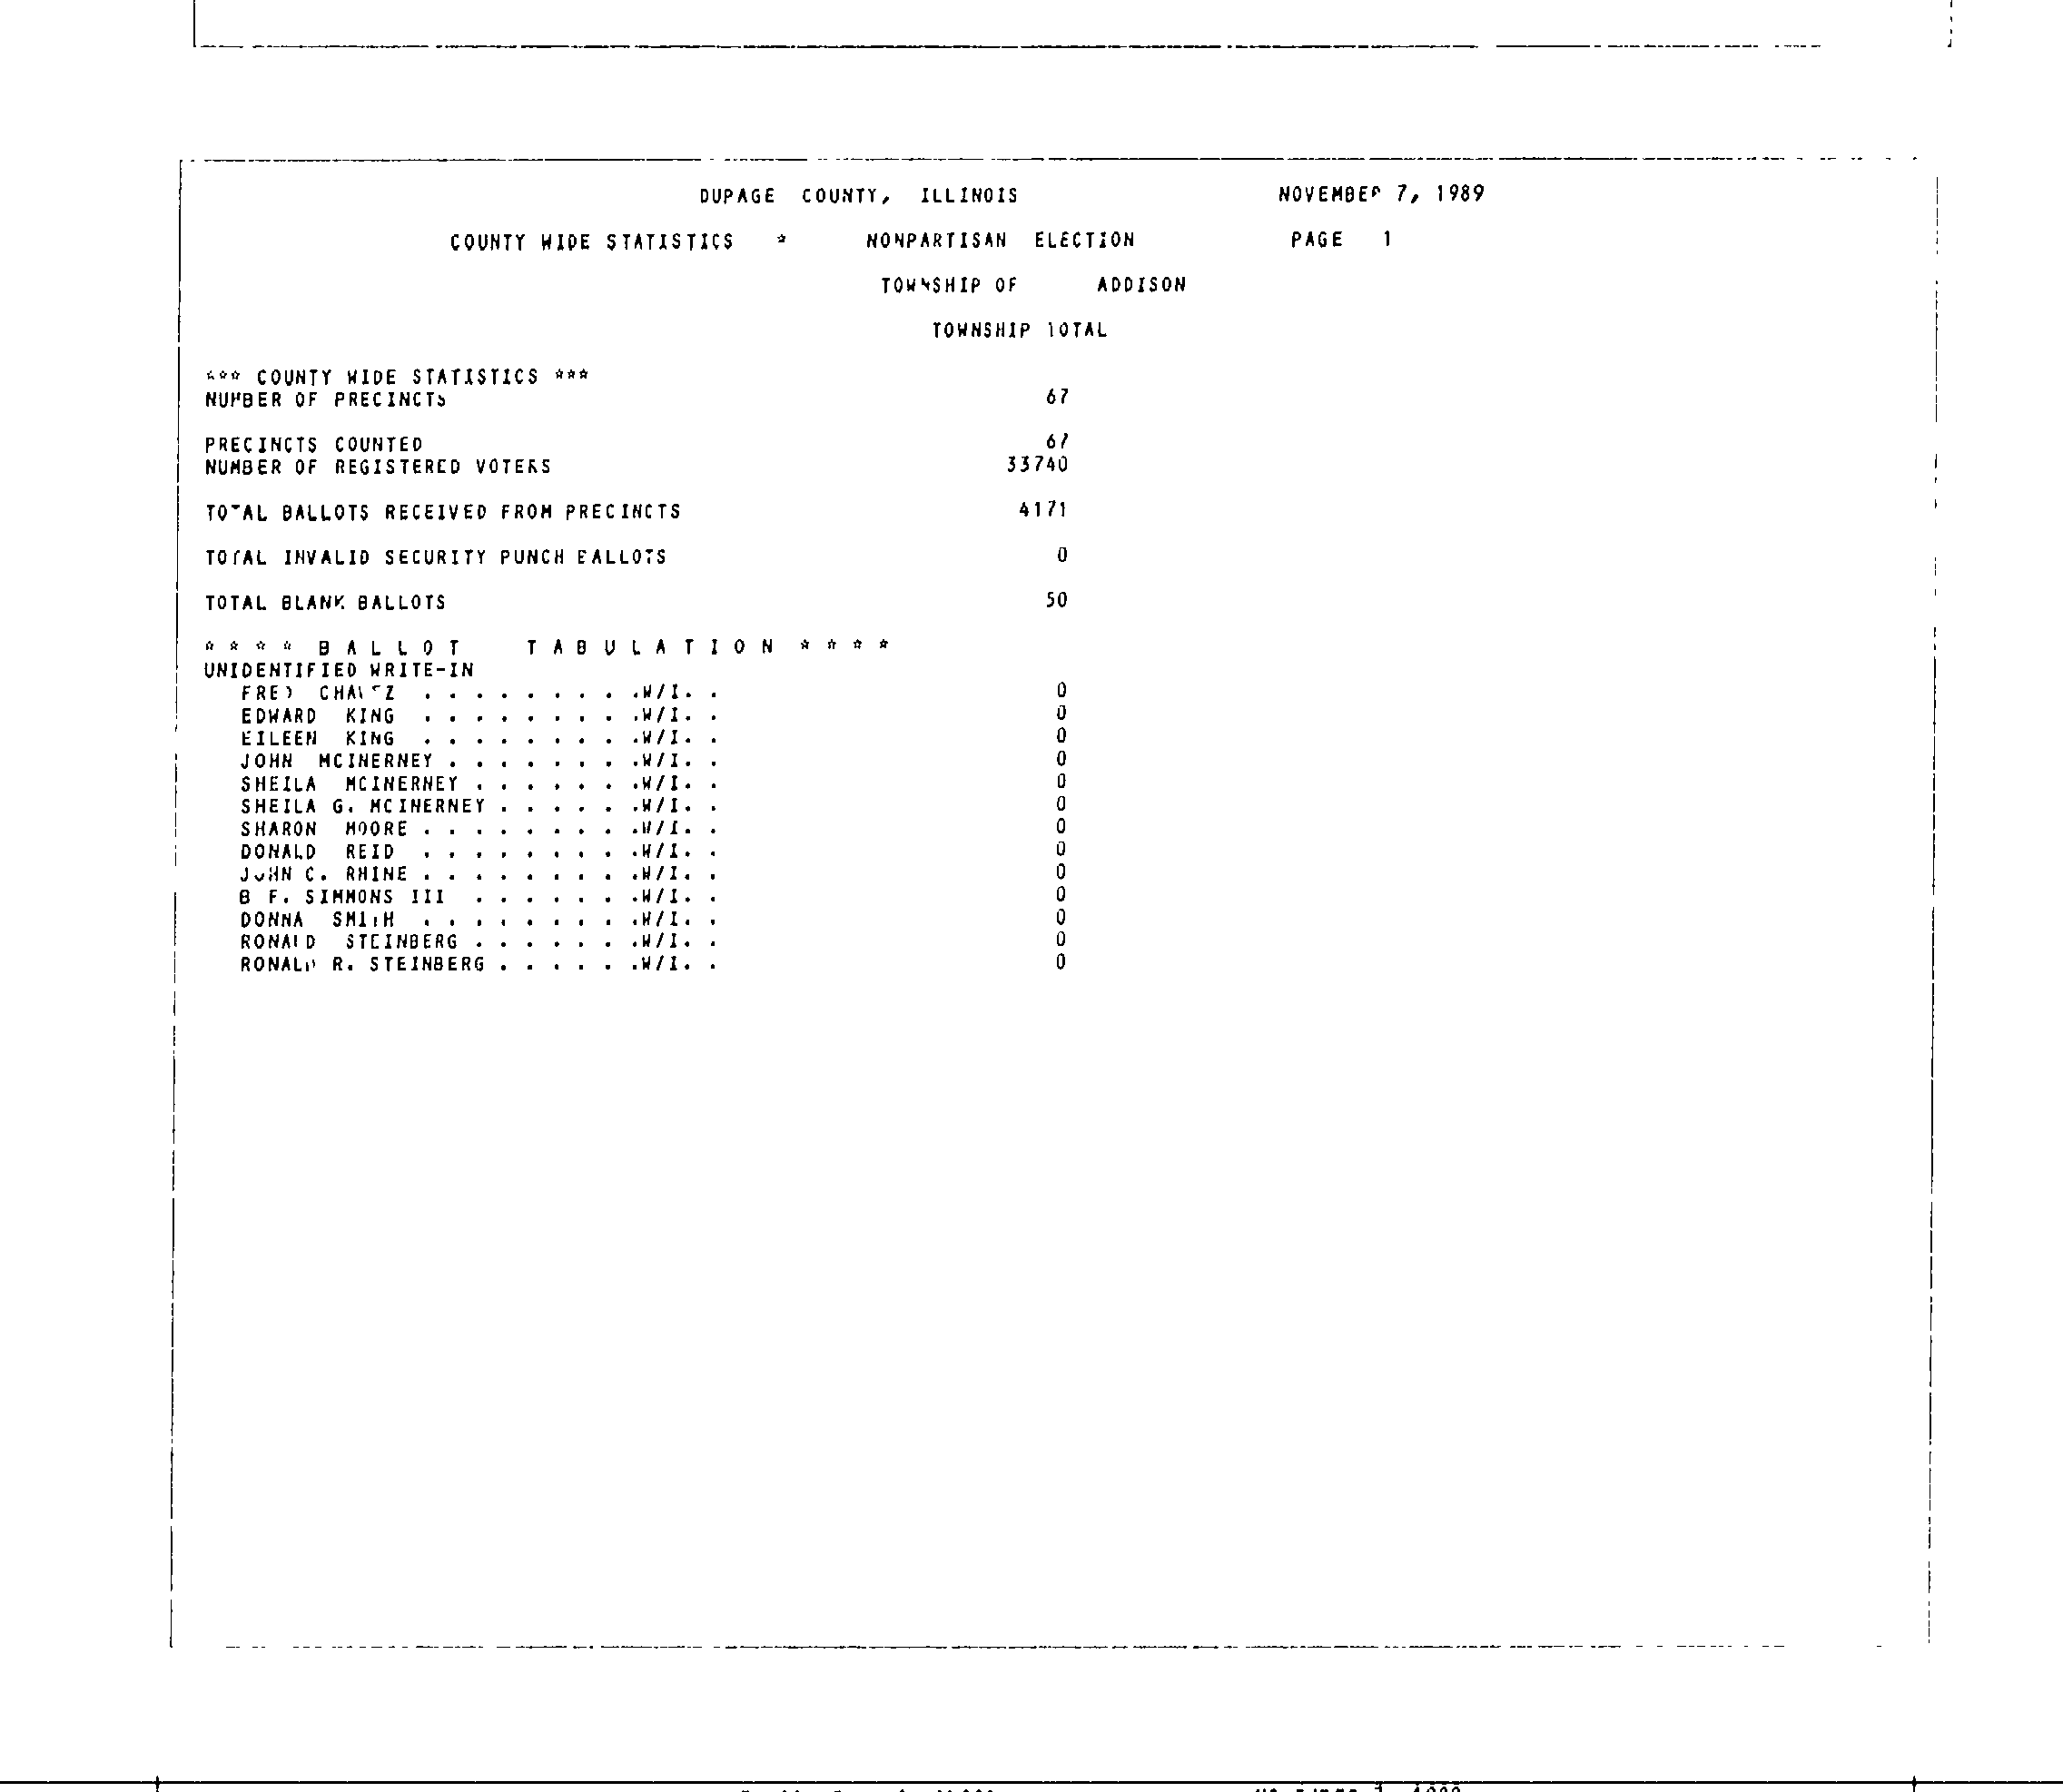 DUPAGE COUNTY, ILLINOIS NOVEMBER 7, 1989
COUNTY WIDE STATISTICS * NONPARTISAN ELECTION PAGE 1
TOWNSHIP OF ADDISON
TOWNSHIP TOTAL
*** COUNTY WIDE STATISTICS ***
NUMBER OF PRECINCTS 67
PRECINCTS COUNTED 67
NUMBER OF REGISTERED VOTERS 33740
TOTAL BALLOTS RECEIVED FROM PRECINCTS 4171
TOTAL INVALID SECURITY PUNCH BALLOTS 0
TOTAL BLANK BALLOTS 50
* * * * B A L L O T T A B U L A T I O N * * * *
UNIDENTIFIED WRITE-IN
FRED CHAVEZ . . . . . . . . .W/I. . 0
EDWARD KING . . . . . . . . .W/I. . 0
EILEEN KING . . . . . . . . .W/I. . 0
JOHN MCINERNEY . . . . . . . .W/I. . 0
SHEILA MCINERNEY . . . . . . .W/I. . 0
SHEILA G. MCINERNEY . . . . . .W/I. . 0
SHARON MOORE . . . . . . . . .W/I. . 0
DONALD REID . . . . . . . . .W/I. . 0
JOHN C. RHINE . . . . . . . . .W/I. . 0
B F. SIMMONS III . . . . . . .W/I. . 0
DONNA SMITH . . . . . . . . .W/I. . 0
RONALD STEINBERG . . . . . . .W/I. . 0
RONALD R. STEINBERG . . . . . .W/I. . 0